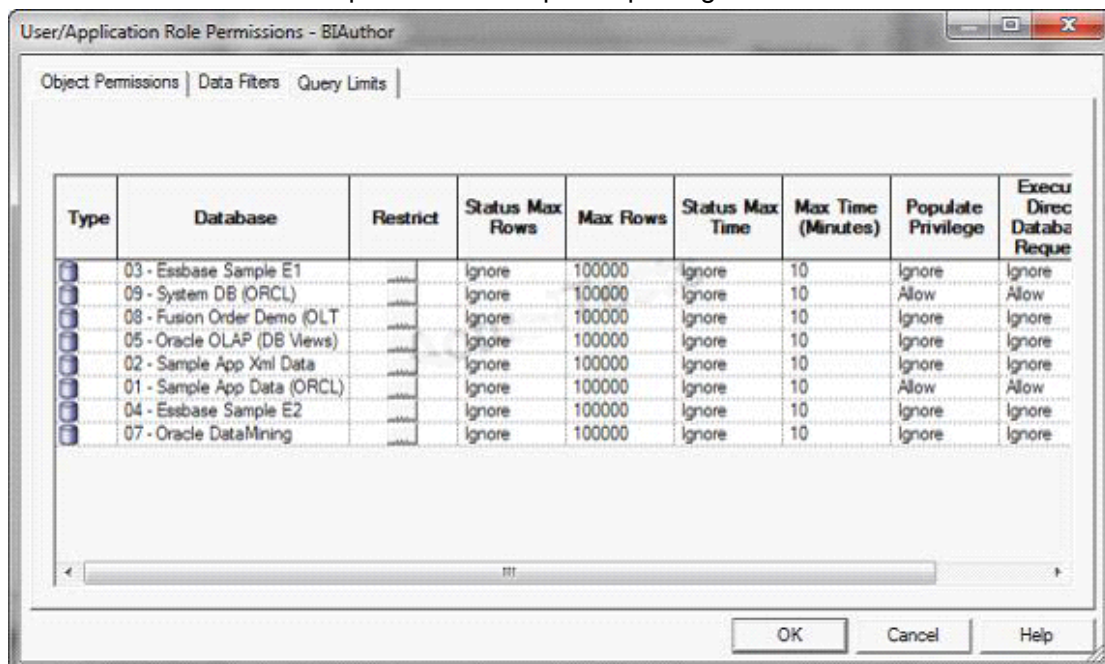 User/Application Role Permissions - BIAuthor
Object Permissions Data Filters Query Limits
Type Database Restrict Status Max Rows Max Rows Status Max Time Max Time (Minutes) Populate Privilege Execu Direc Databa Reque
03 - Essbase Sample E1 ... Ignore 100000 Ignore 10 Ignore Ignore
09 - System DB (ORCL) ... Ignore 100000 Ignore 10 Allow Allow
08 - Fusion Order Demo (OLT ... Ignore 100000 Ignore 10 Ignore Ignore
05 - Oracle OLAP (DB Views) ... Ignore 100000 Ignore 10 Ignore Ignore
02 - Sample App Xml Data ... Ignore 100000 Ignore 10 Ignore Ignore
01 - Sample App Data (ORCL) ... Ignore 100000 Ignore 10 Allow Allow
04 - Essbase Sample E2 ... Ignore 100000 Ignore 10 Ignore Ignore
07 - Oracle DataMining ... Ignore 100000 Ignore 10 Ignore Ignore
OK Cancel Help